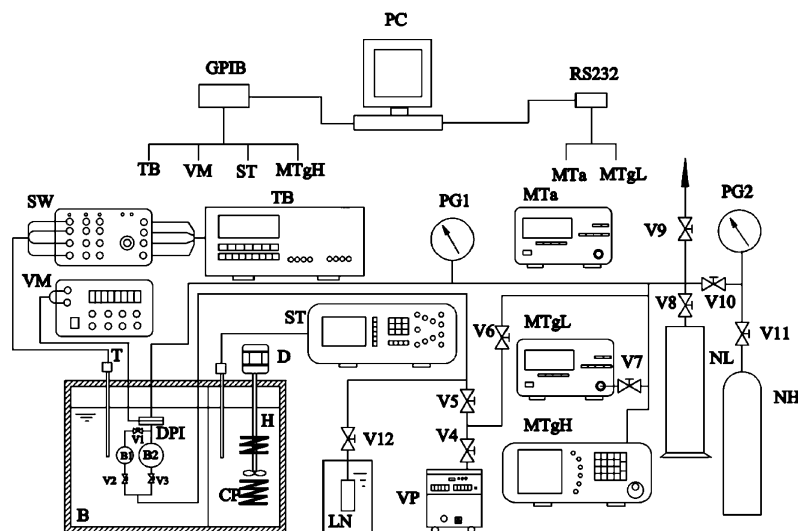 PC
GPIB
RS232
TB
VM
ST
MTgH
MTa
MTgL
SW
TB
PG1
MTa
PG2
V9
VM
ST
V6
MTgL
V8
V10
T
D
V7
NL
V11
V5
NH
DPI
H
V1
B1
B2
V12
V4
MTgH
V2
V3
CP
B
LN
VP